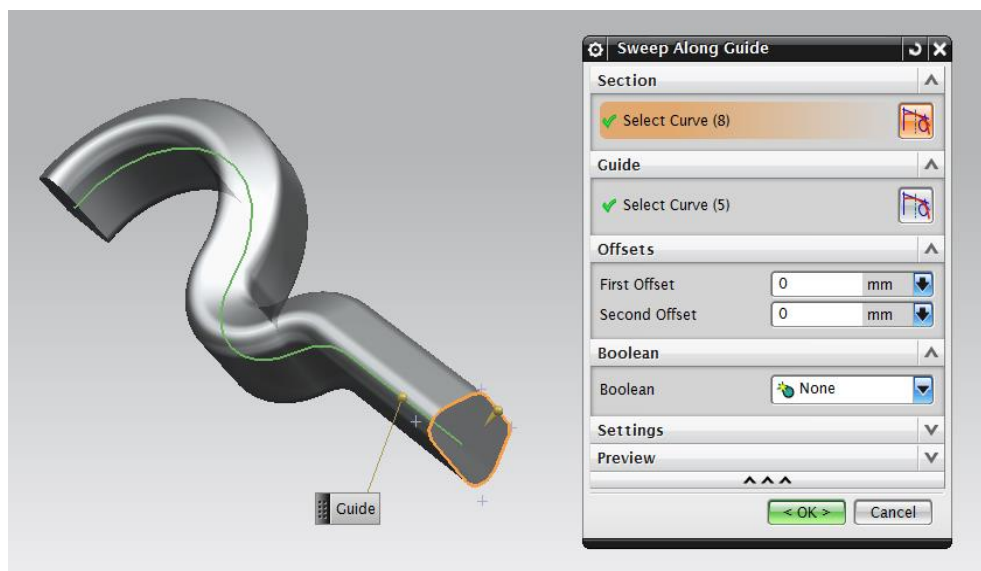 Sweep Along Guide
Section
Select Curve (8)
Guide
Select Curve (5)
Offsets
First Offset 0 mm
Second Offset 0 mm
Boolean
Boolean None
Settings
Preview
< OK > Cancel
Guide